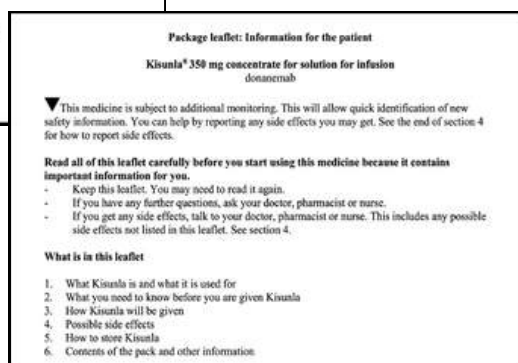 Package leaflet: Information for the patient
Kisunla® 350 mg concentrate for solution for infusion
donanemab
▼This medicine is subject to additional monitoring. This will allow quick identification of new
safety information. You can help by reporting any side effects you may get. See the end of section 4
for how to report side effects.
Read all of this leaflet carefully before you start using this medicine because it contains
important information for you.
- Keep this leaflet. You may need to read it again.
- If you have any further questions, ask your doctor, pharmacist or nurse.
- If you get any side effects, talk to your doctor, pharmacist or nurse. This includes any possible
side effects not listed in this leaflet. See section 4.
What is in this leaflet
1. What Kisunla is and what it is used for
2. What you need to know before you are given Kisunla
3. How Kisunla will be given
4. Possible side effects
5. How to store Kisunla
6. Contents of the pack and other information